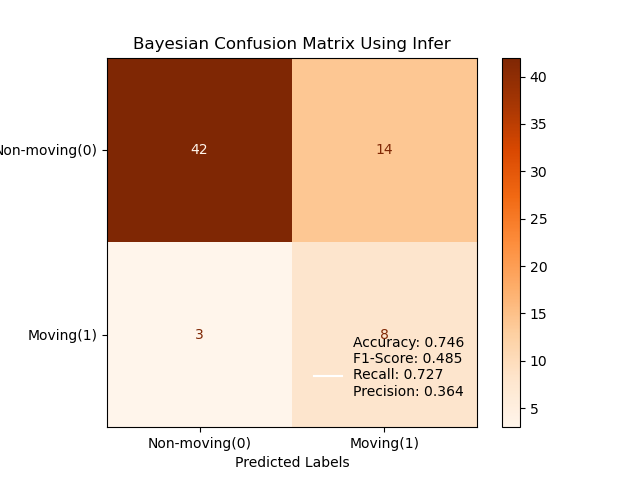 Bayesian Confusion Matrix Using Infer
Non-moving(0)
42
14
Moving(1)
3
8
Accuracy: 0.746
F1-Score: 0.485
Recall: 0.727
Precision: 0.364
Non-moving(0)
Moving(1)
Predicted Labels
40
35
30
25
20
15
10
5